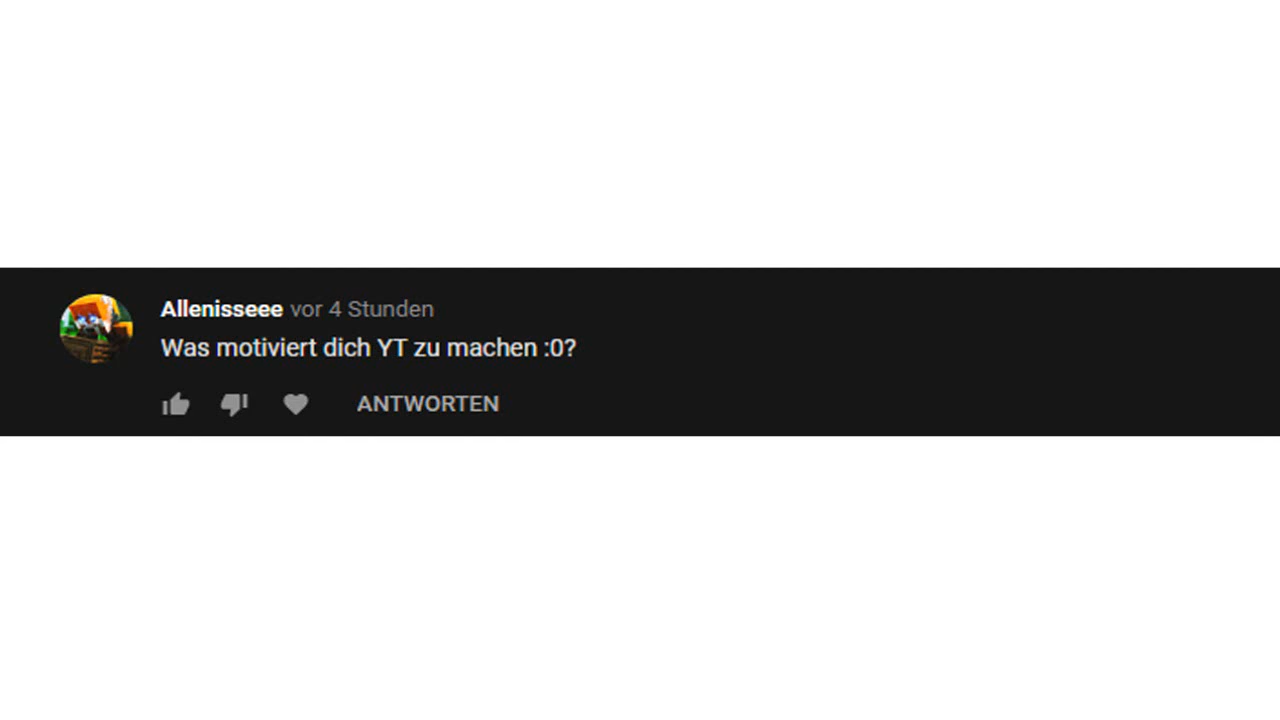 Allenisseee vor 4 Stunden
Was motiviert dich YT zu machen :0?
ANTWORTEN